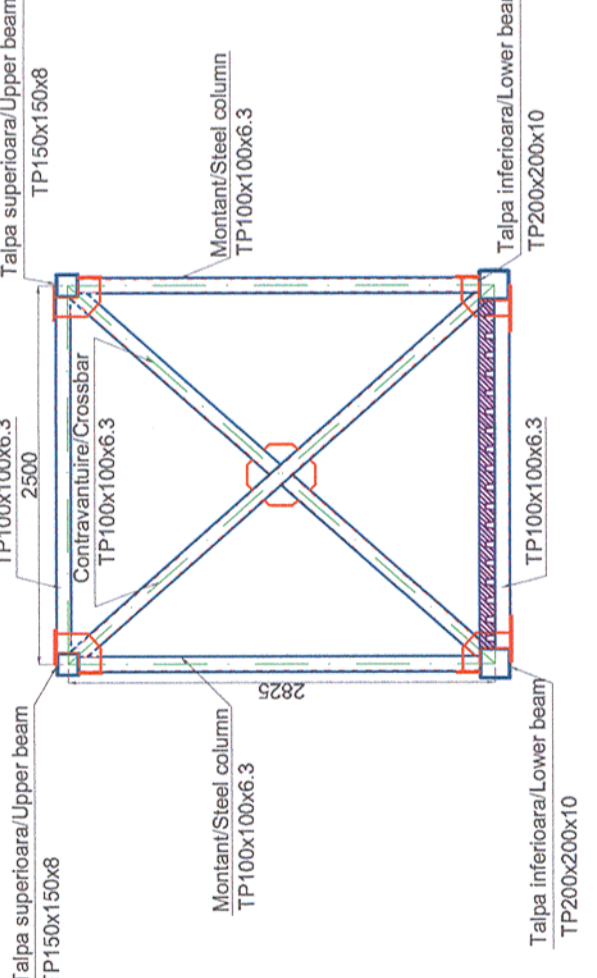 Talpa superioara/Upper beam
TP150x150x8
TP100x100x6.3
2500
Talpa superioara/Upper beam
TP150x150x8
Contravantuire/Crossbar
TP100x100x6.3
Montant/Steel column
TP100x100x6.3
2825
Montant/Steel column
TP100x100x6.3
Talpa inferioara/Lower beam
TP200x200x10
TP100x100x6.3
Talpa inferioara/Lower beam
TP200x200x10